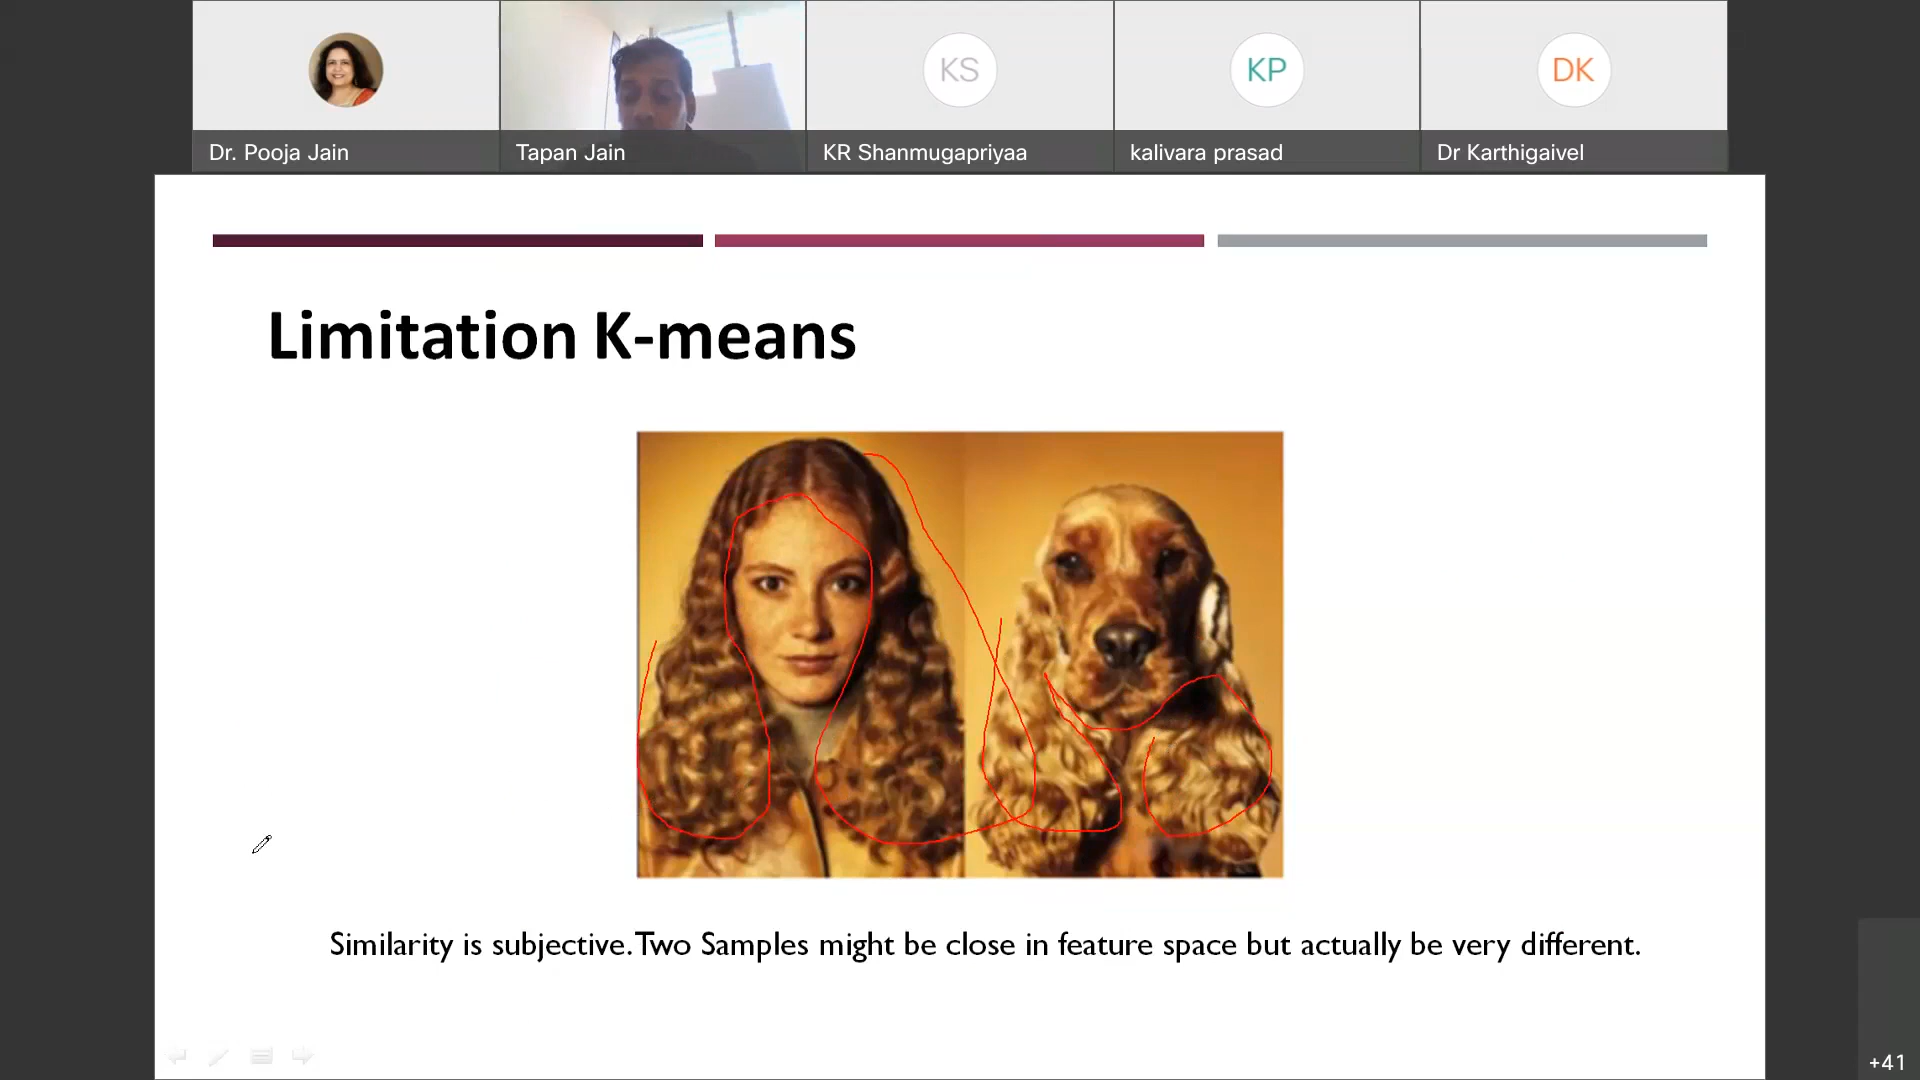 KS
KP
DK
Dr. Pooja Jain
Tapan Jain
KR Shanmugapriyaa
kalivara prasad
Dr Karthigaivel
Limitation K-means
Similarity is subjective. Two Samples might be close in feature space but actually be very different.
+41